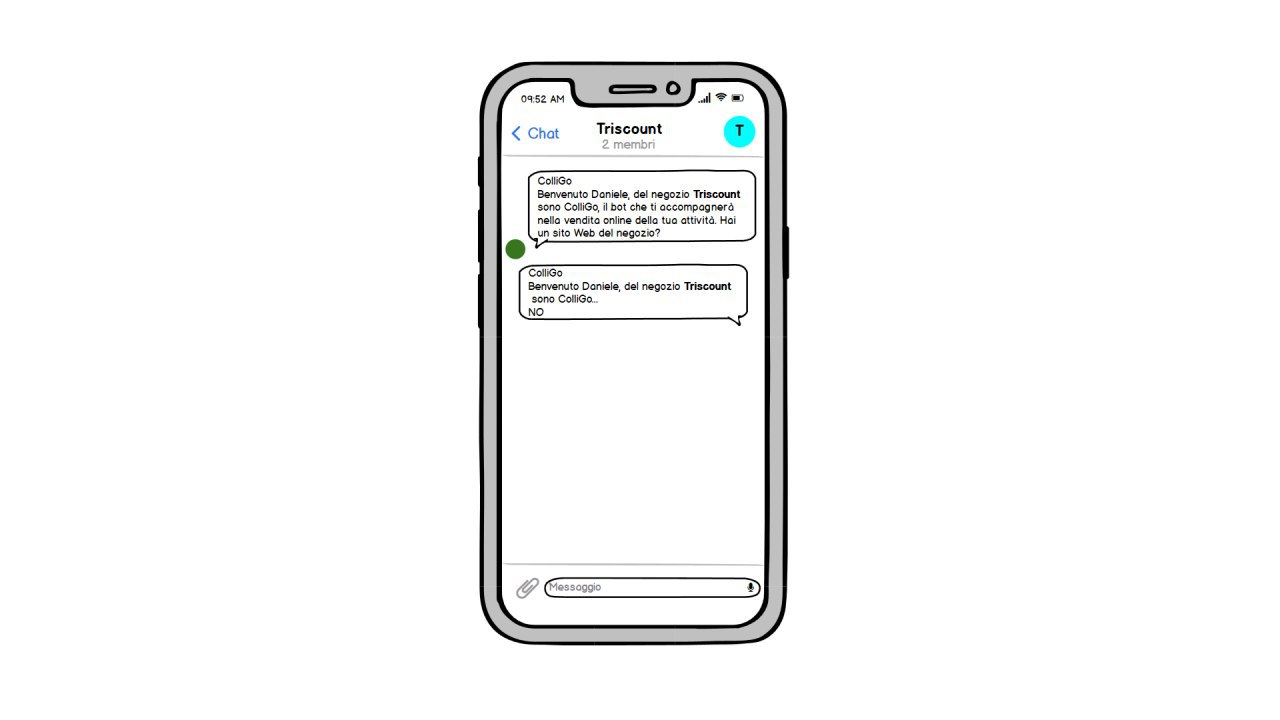 09:52 AM
Chat
Triscount
2 membri
T
ColliGo
Benvenuto Daniele, del negozio Triscount
sono ColliGo, il bot che ti accompagnerà
nella vendita online della tua attività. Hai
un sito Web del negozio?
ColliGo
Benvenuto Daniele, del negozio Triscount
sono ColliGo...
NO
Messaggio